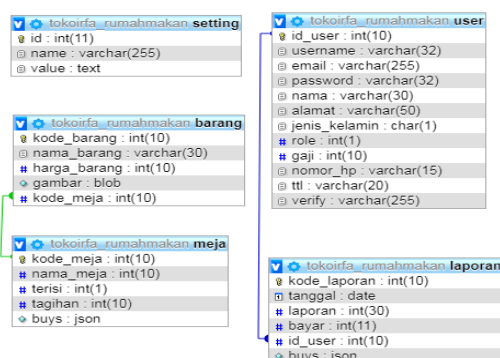 tokoirfa_rumahmakan setting
id : int(11)
name : varchar(255)
value : text
tokoirfa_rumahmakan barang
kode_barang : int(10)
nama_barang : varchar(30)
harga_barang : int(10)
gambar : blob
kode_meja : int(10)
tokoirfa_rumahmakan meja
kode_meja : int(10)
nama_meja : int(10)
terisi : int(1)
tagihan : int(10)
buys : json
tokoirfa_rumahmakan user
id_user : int(10)
username : varchar(32)
email : varchar(255)
password : varchar(32)
nama : varchar(30)
alamat : varchar(50)
jenis_kelamin : char(1)
role : int(1)
gaji : int(10)
nomor_hp : varchar(15)
ttl : varchar(20)
verify : varchar(255)
tokoirfa_rumahmakan laporan
kode_laporan : int(10)
tanggal : date
laporan : int(30)
bayar : int(11)
id_user : int(10)
buys : json